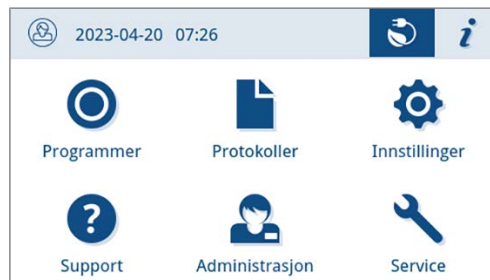 2023-04-20 07:26 i
Programmer Protokoller Innstillinger
? 
Support Administrasjon Service